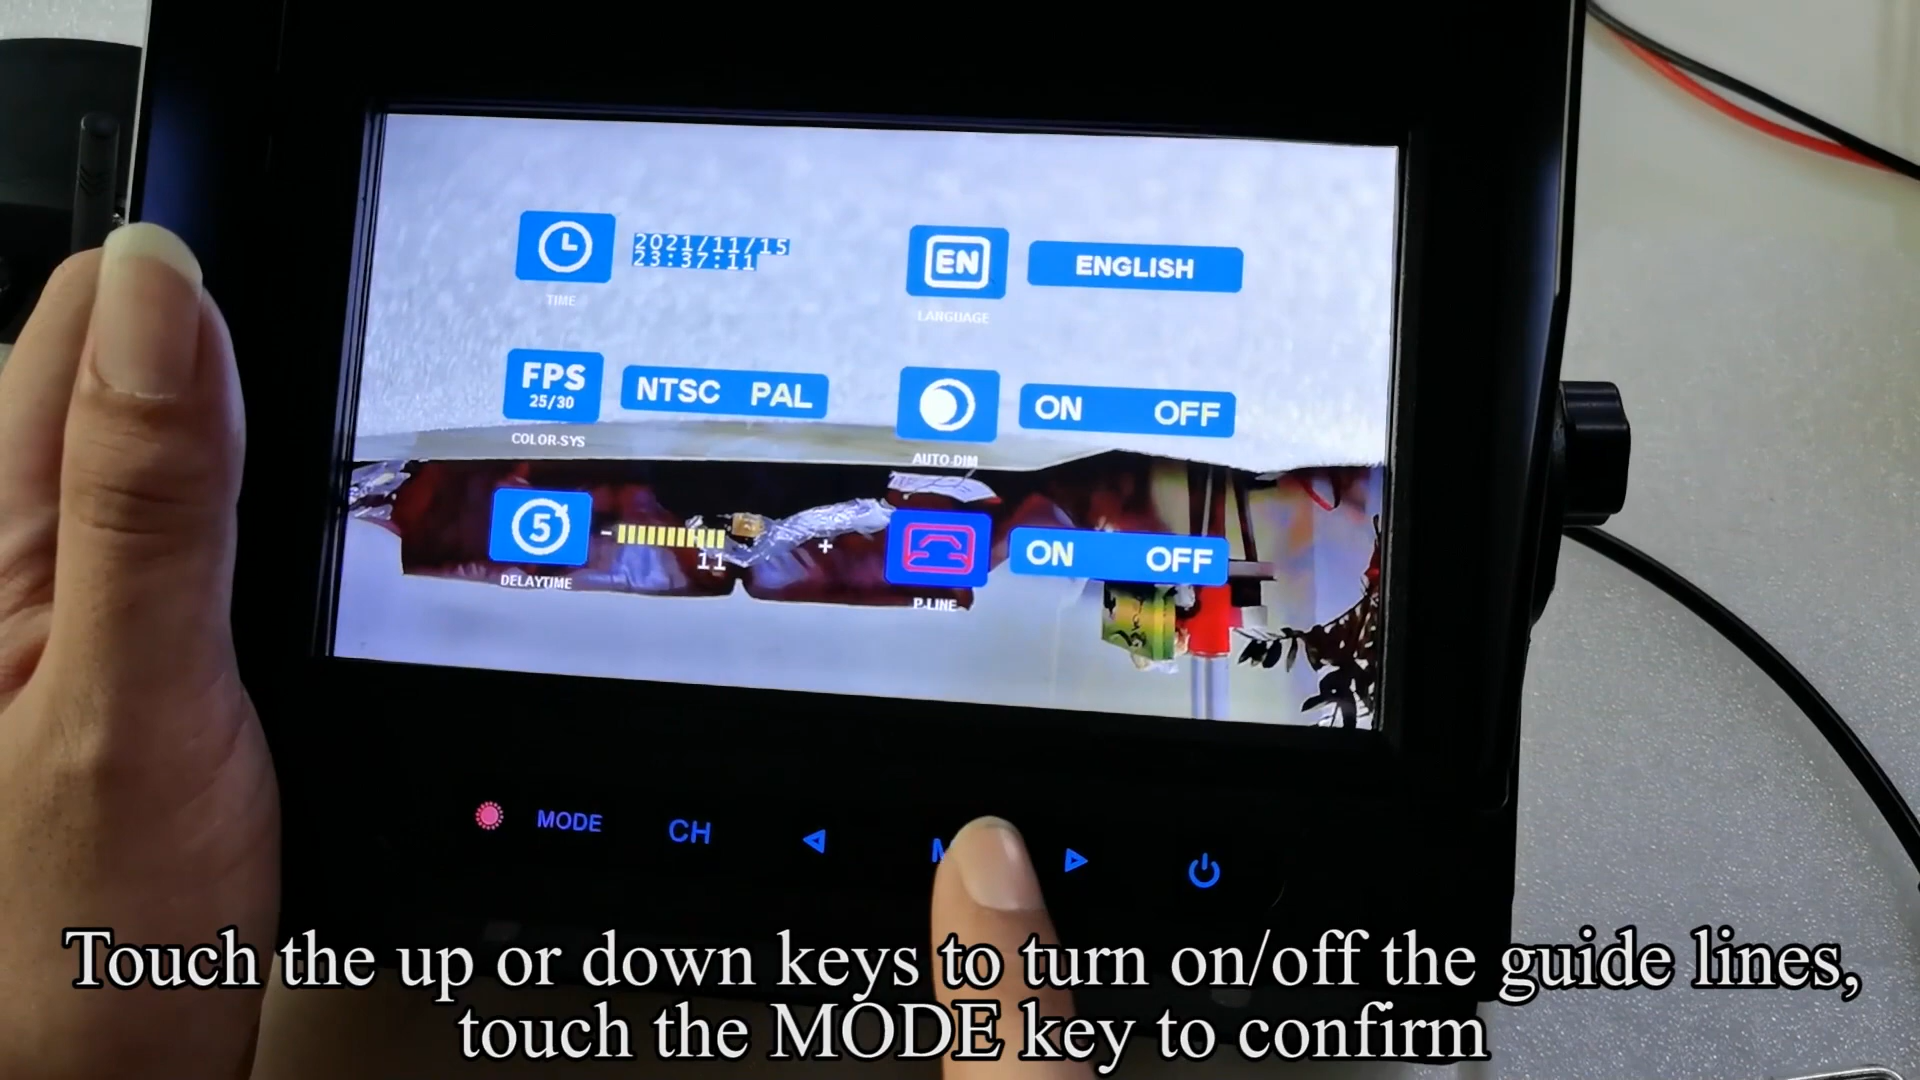 2021/11/15
23:37:11
TIME
EN
ENGLISH
LANGUAGE
FPS
25/30
NTSC PAL
COLOR-SYS
ON OFF
AUTO DIM
5
- +
11
DELAYTIME
ON OFF
P-LINE
MODE CH
Touch the up or down keys to turn on/off the guide lines,
touch the MODE key to confirm